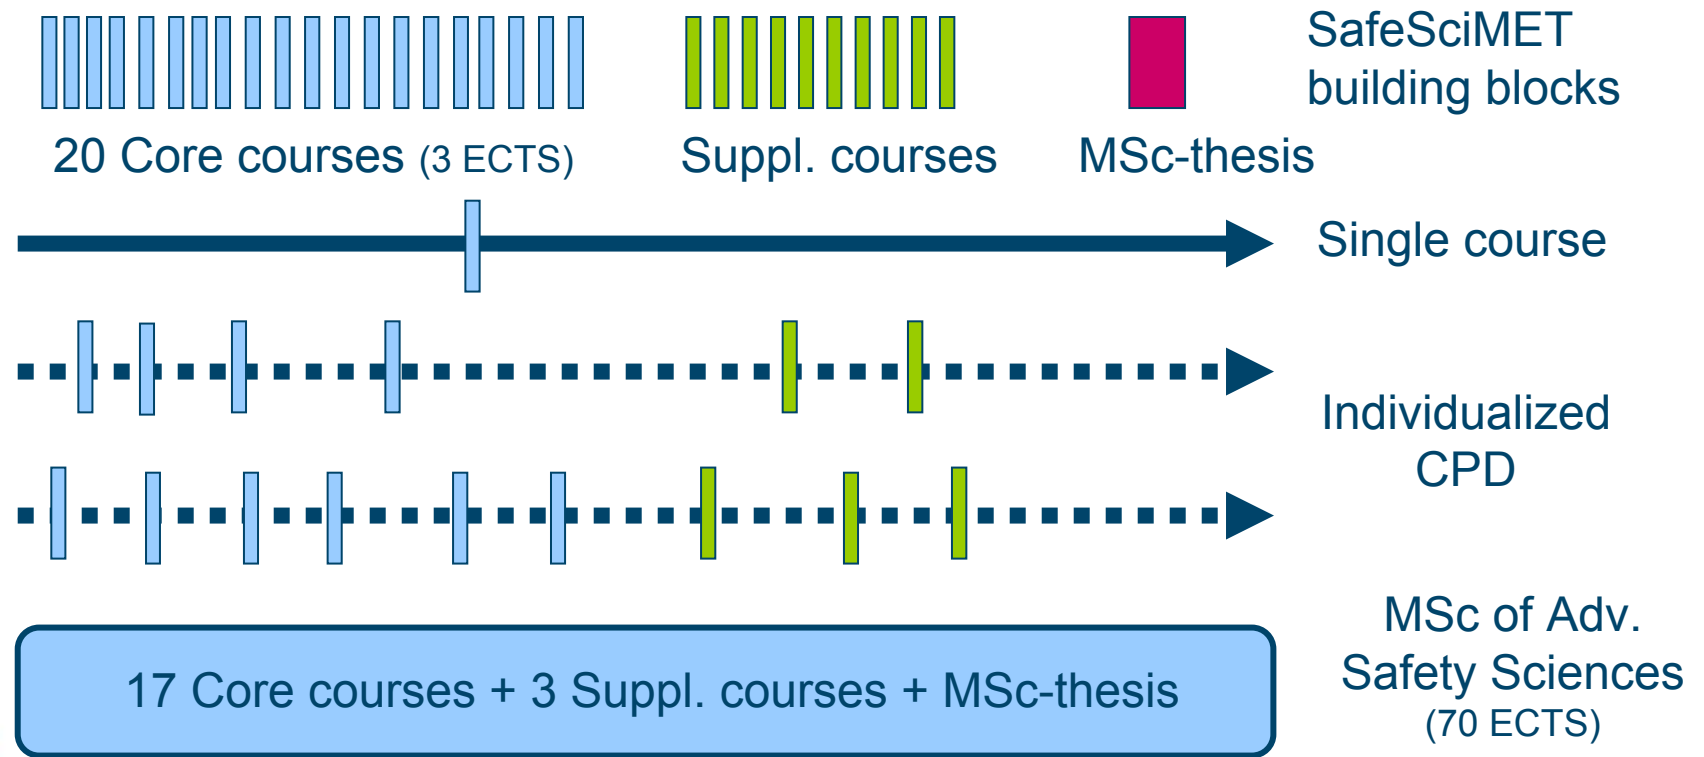 SafeSciMET
building blocks
20 Core courses (3 ECTS)
Suppl. courses
MSc-thesis
Single course
Individualized
CPD
17 Core courses + 3 Suppl. courses + MSc-thesis
MSc of Adv.
Safety Sciences
(70 ECTS)